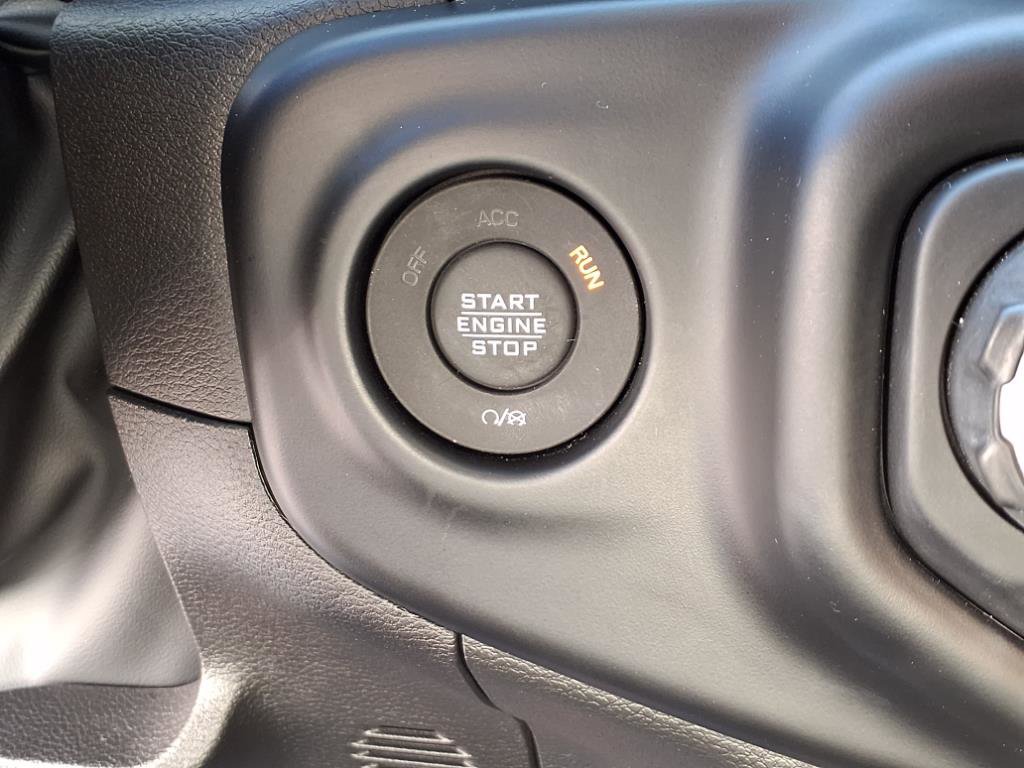 OFF
ACC
RUN
START
ENGINE
STOP